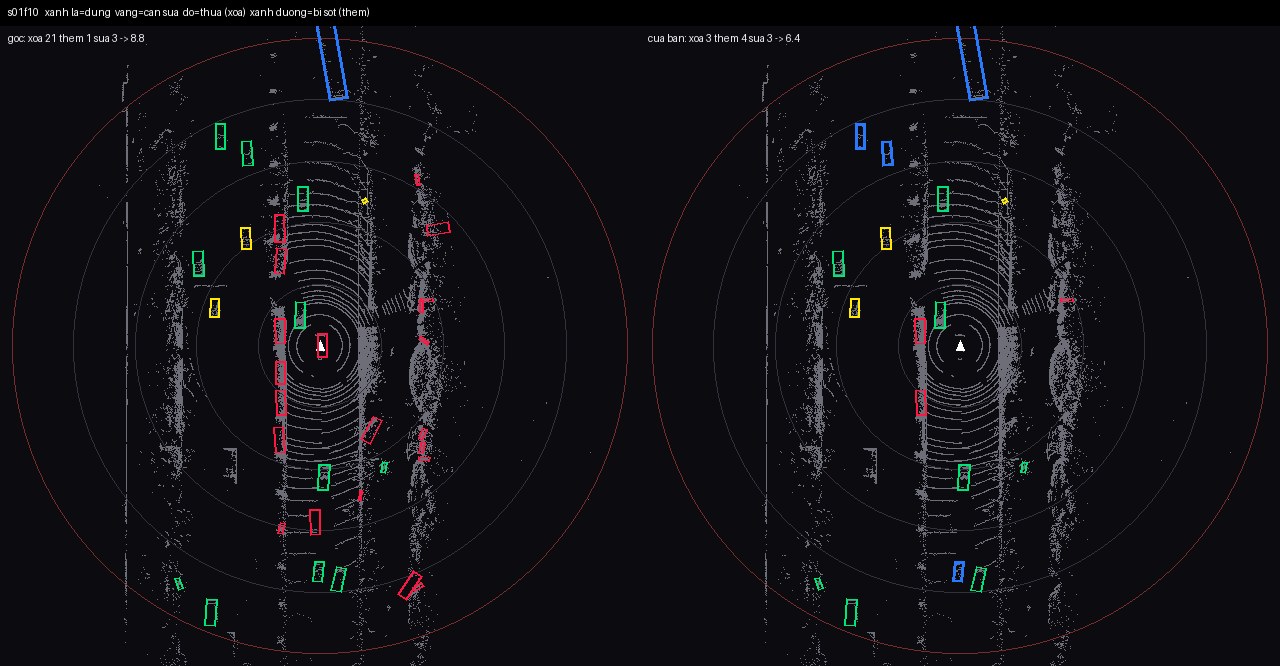 s01f10 xanh la=dung vang=can sua do=thua (xoa) xanh duong=bi sot (them)
goc: xoa 21 them 1 sua 3 -> 8.8
cua ban: xoa 3 them 4 sua 3 -> 6.4